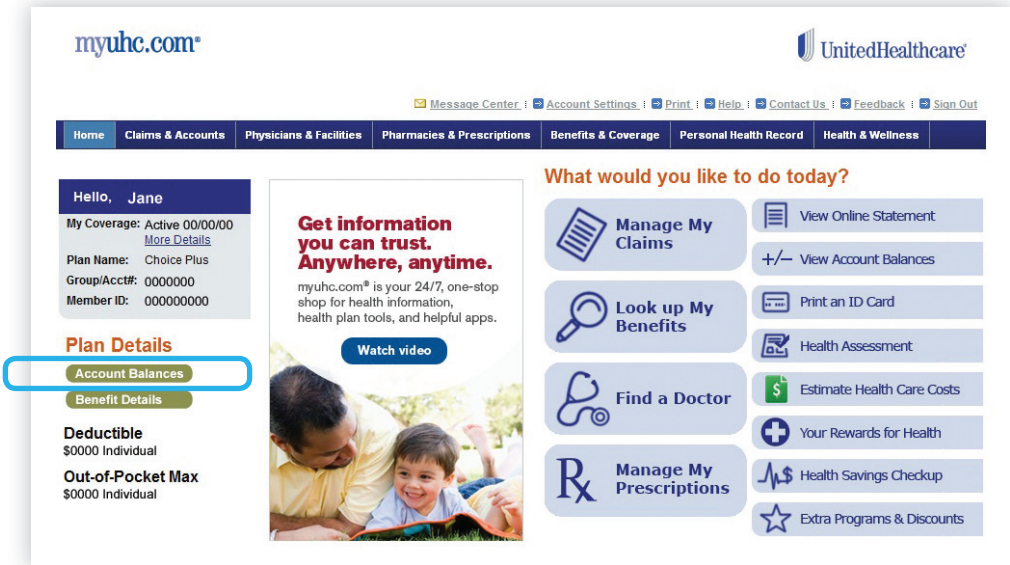 myuhc.com®
UnitedHealthcare®
Message Center
Account Settings
Print
Help
Contact Us
Feedback
Sign Out
Home
Claims & Accounts
Physicians & Facilities
Pharmacies & Prescriptions
Benefits & Coverage
Personal Health Record
Health & Wellness
Hello, Jane
My Coverage: Active 00/00/00
More Details
Plan Name: Choice Plus
Group/Acct#: 0000000
Member ID: 000000000
Plan Details
Account Balances
Benefit Details
Deductible
$0000 Individual
Out-of-Pocket Max
$0000 Individual
Get information
you can trust.
Anywhere, anytime.
myuhc.com® is your 24/7, one-stop
shop for health information,
health plan tools, and helpful apps.
Watch video
What would you like to do today?
Manage My
Claims
Look up My
Benefits
Find a Doctor
Rx
Manage My
Prescriptions
View Online Statement
+/– View Account Balances
Print an ID Card
Health Assessment
$ Estimate Health Care Costs
Your Rewards for Health
$ Health Savings Checkup
Extra Programs & Discounts